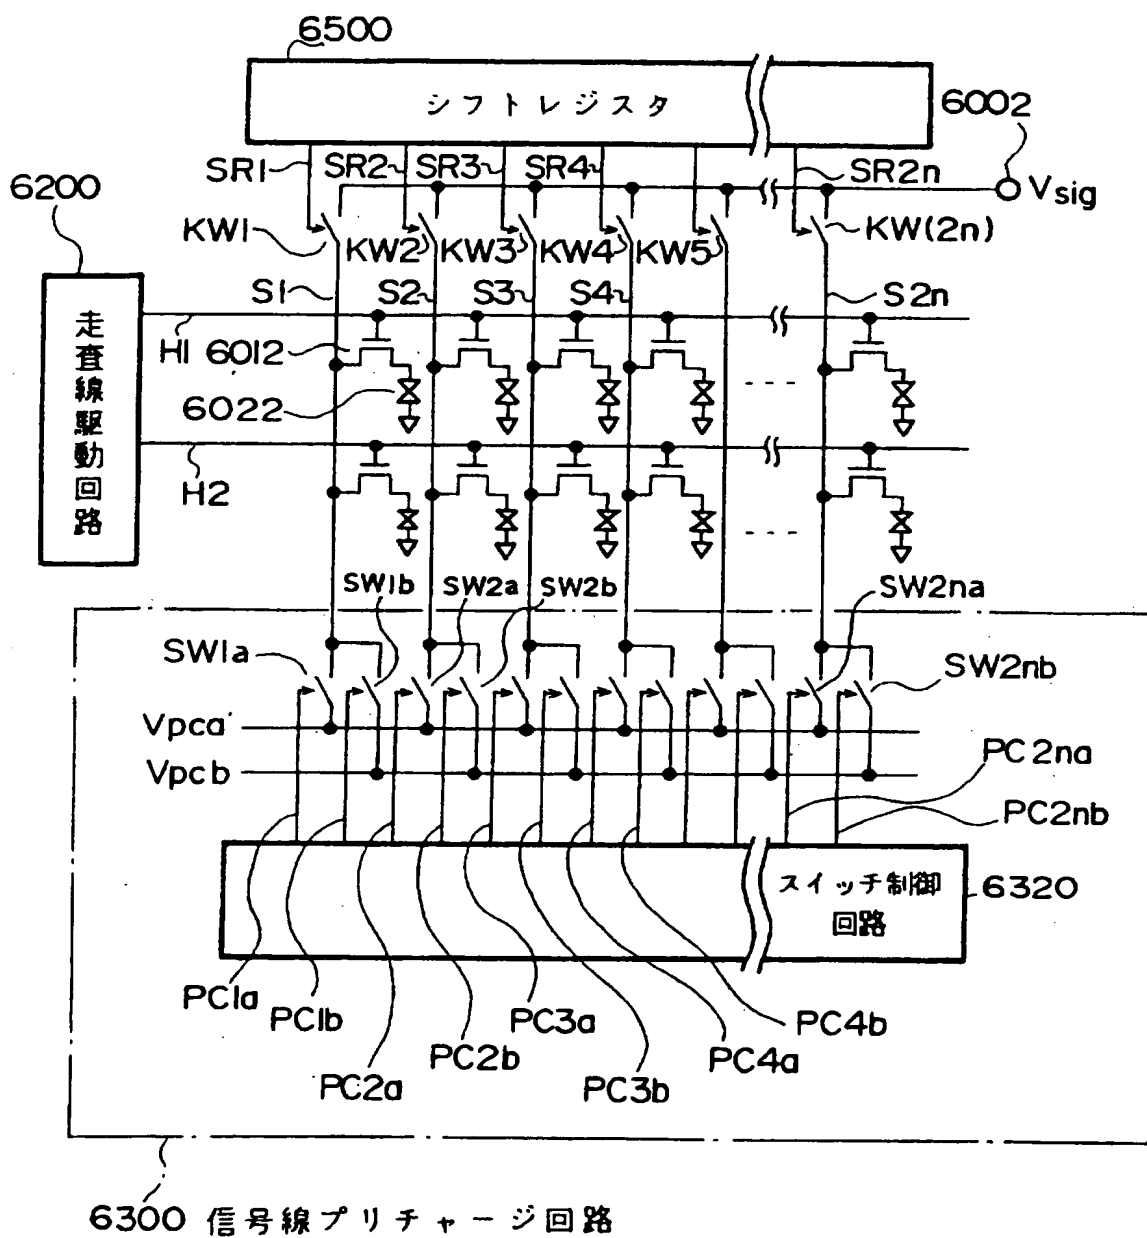 6500
シフトレジスタ
6002
SR1
SR2
SR3
SR4
SR2n
Vsig
6200
KW1
KW2
KW3
KW4
KW5
KW(2n)
S1
S2
S3
S4
S2n
走査線駆動回路
H1
6012
6022
H2
SW1b
SW2a
SW2b
SW2na
SW1a
SW2nb
Vpca
Vpcb
PC2na
PC2nb
スイッチ制御
回路
6320
PC1a
PC1b
PC2a
PC2b
PC3a
PC3b
PC4a
PC4b
6300 信号線プリチャージ回路